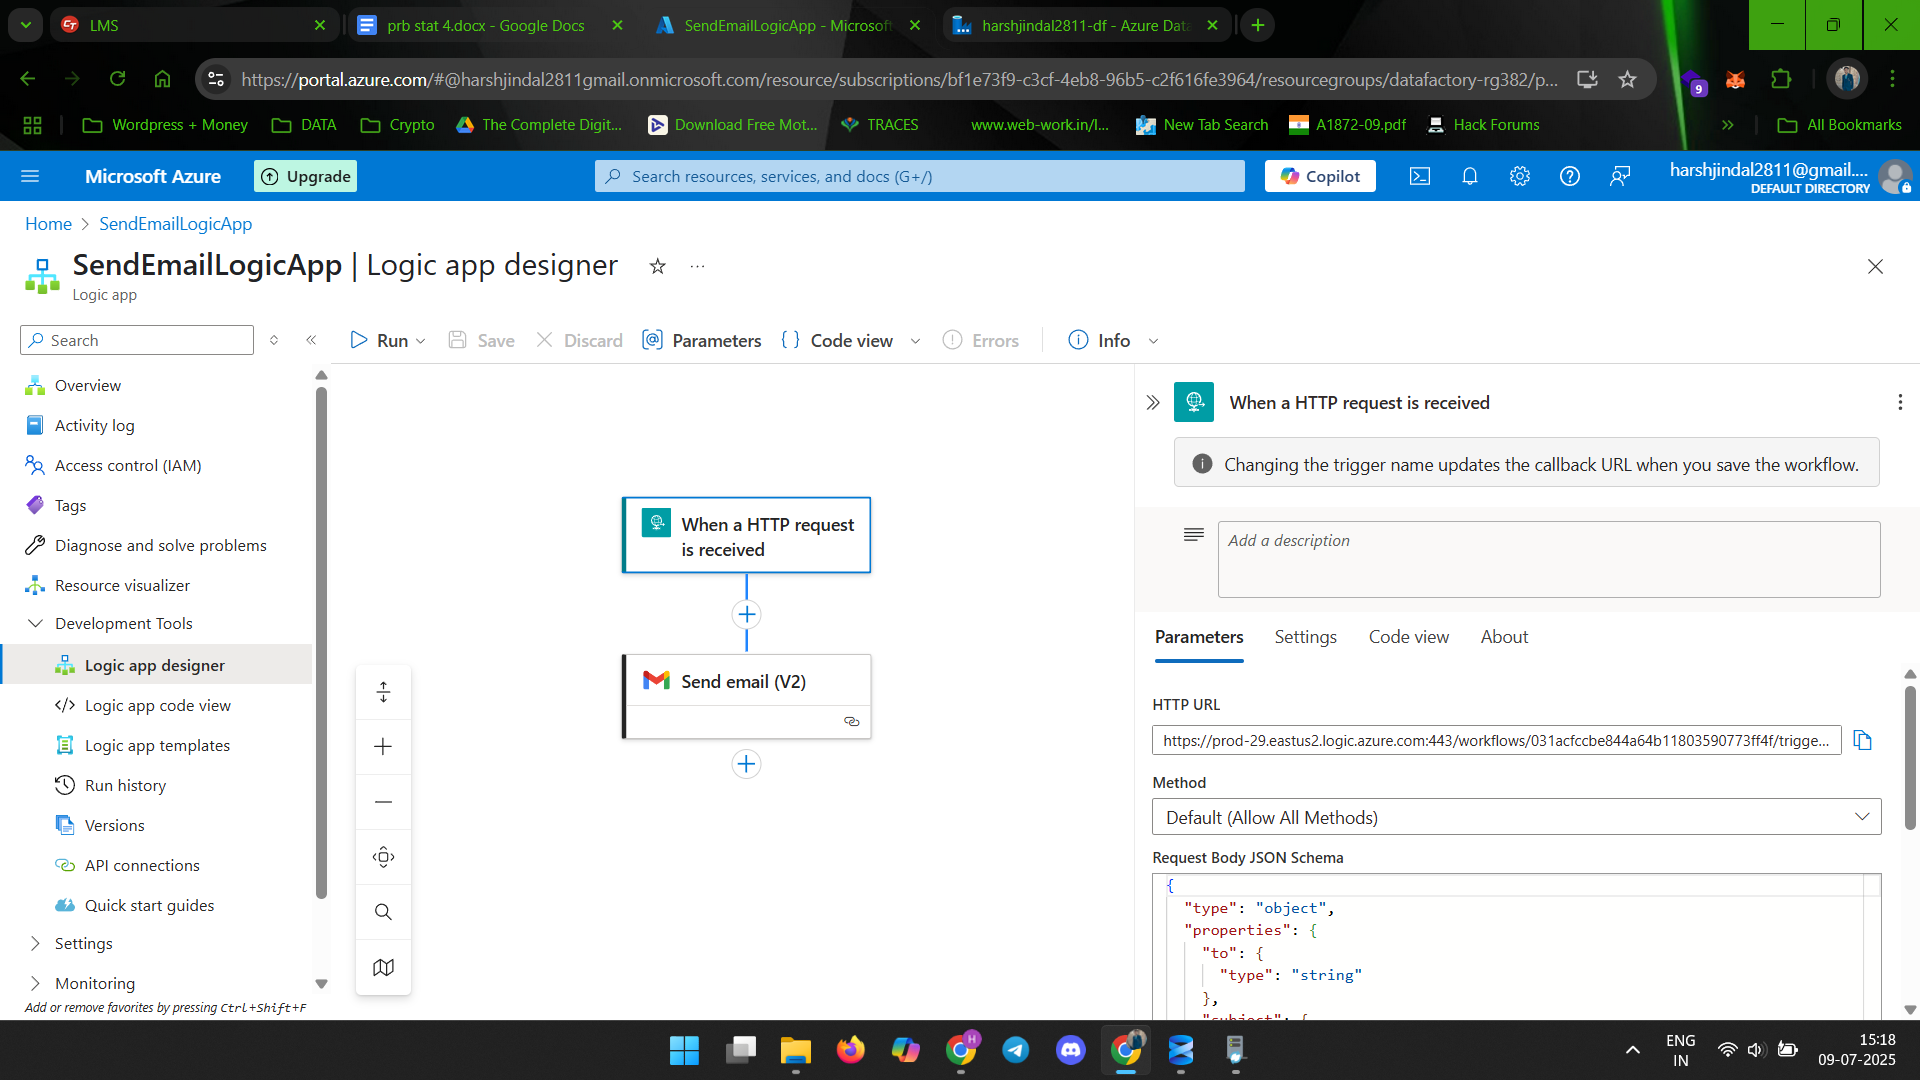 LMS
prb stat 4.docx - Google Docs
SendEmailLogicApp - Microsoft
harshjindal2811-df - Azure Data
https://portal.azure.com/#@harshjindal2811gmail.onmicrosoft.com/resource/subscriptions/bf1e73f9-c3cf-4eb8-96b5-c2f616fe3964/resourcegroups/datafactory-rg382/p...
9
Wordpress + Money
DATA
Crypto
The Complete Digit...
Download Free Mot...
TRACES
www.web-work.in/l...
New Tab Search
A1872-09.pdf
Hack Forums
All Bookmarks
Microsoft Azure
Upgrade
Search resources, services, and docs (G+/)
Copilot
harshjindal2811@gmail....
DEFAULT DIRECTORY
Home > SendEmailLogicApp
SendEmailLogicApp | Logic app designer
Logic app
Search
Run
Save
Discard
Parameters
Code view
Errors
Info
Overview
Activity log
Access control (IAM)
Tags
Diagnose and solve problems
Resource visualizer
Development Tools
Logic app designer
Logic app code view
Logic app templates
Run history
Versions
API connections
Quick start guides
Settings
Monitoring
Add or remove favorites by pressing Ctrl+Shift+F
When a HTTP request
is received
Send email (V2)
When a HTTP request is received
Changing the trigger name updates the callback URL when you save the workflow.
Add a description
Parameters
Settings
Code view
About
HTTP URL
https://prod-29.eastus2.logic.azure.com:443/workflows/031acfccbe844a64b11803590773ff4f/trigge...
Method
Default (Allow All Methods)
Request Body JSON Schema
{
"type": "object",
"properties": {
"to": {
"type": "string"
},
"subject": {
ENG
IN
15:18
09-07-2025